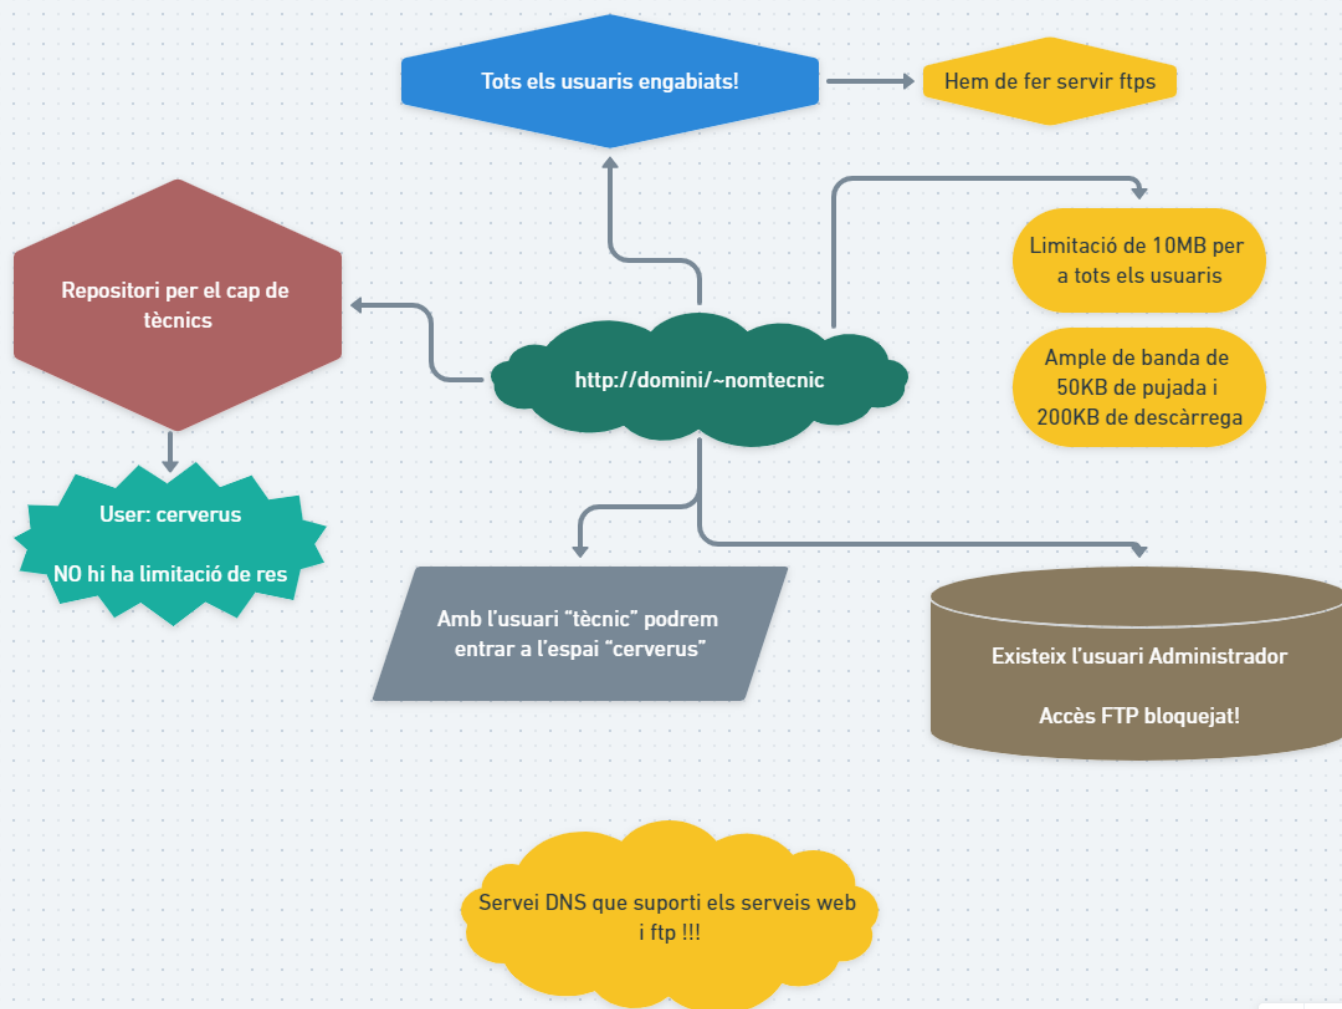 Tots els usuaris engabiats!
Hem de fer servir ftps
Limitació de 10MB per
a tots els usuaris
Repositori per el cap de
tècnics
http://domini/~nomtecnic
Ample de banda de
50KB de pujada i
200KB de descàrrega
User: cerverus
NO hi ha limitació de res
Amb l’usuari “tècnic” podrem
entrar a l’espai “cerverus”
Existeix l’usuari Administrador
Accès FTP bloquejat!
Servei DNS que suporti els serveis web
i ftp !!!